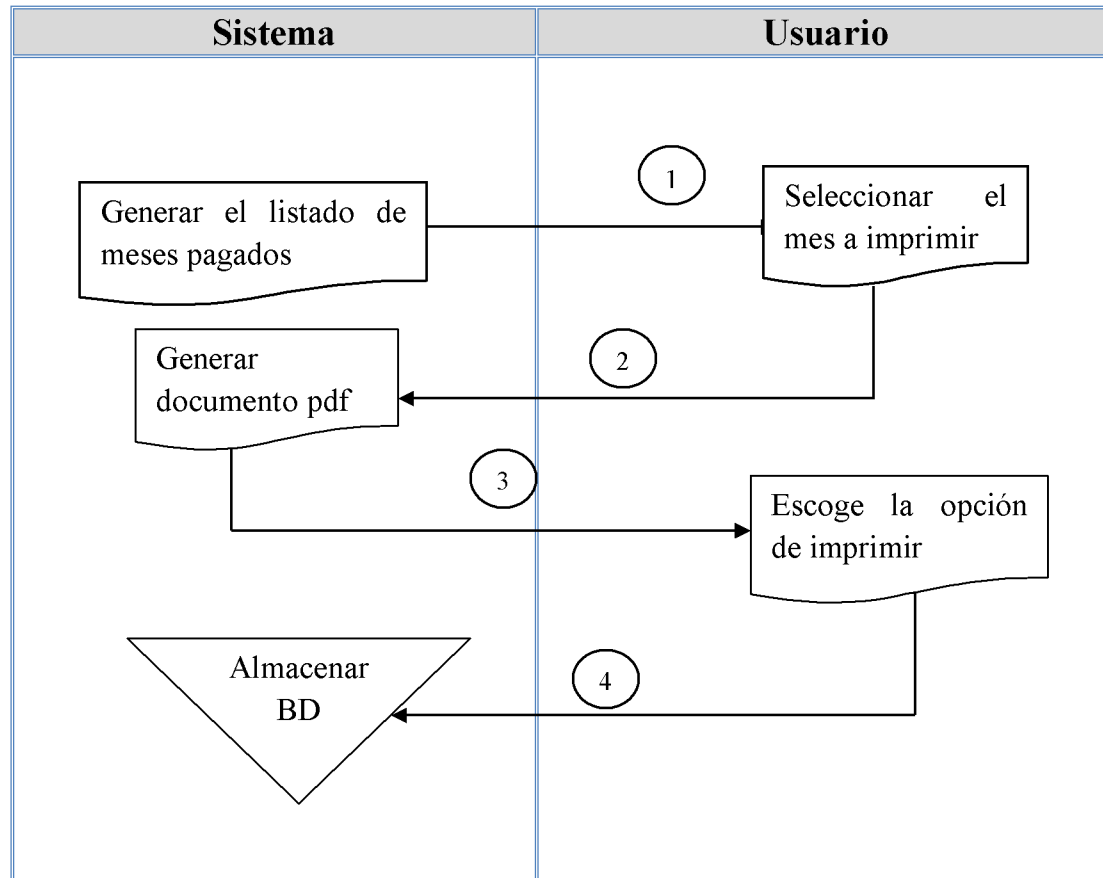 Sistema
Usuario
1
Generar el listado de
meses pagados
Seleccionar el
mes a imprimir
2
Generar
documento pdf
3
Escoge la opción
de imprimir
4
Almacenar
BD